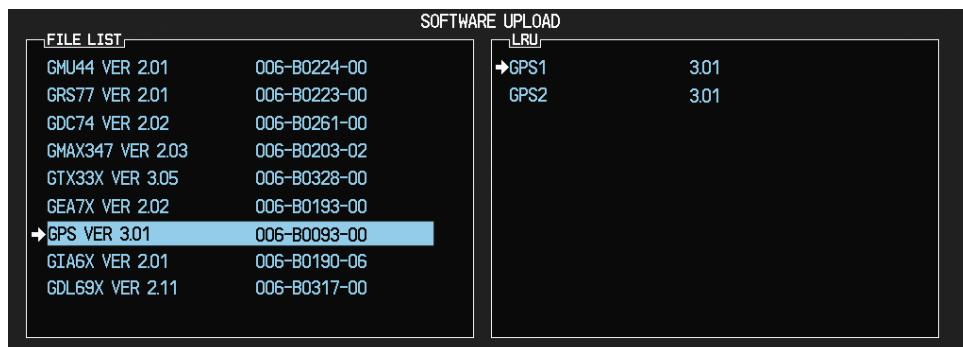 SOFTWARE UPLOAD
FILE LIST
GMU44 VER 2.01 006-B0224-00
GRS77 VER 2.01 006-B0223-00
GDC74 VER 2.02 006-B0261-00
GMAX347 VER 2.03 006-B0203-02
GTX33X VER 3.05 006-B0328-00
GEA7X VER 2.02 006-B0193-00
GPS VER 3.01 006-B0093-00
GIA6X VER 2.01 006-B0190-06
GDL69X VER 2.11 006-B0317-00
LRU
GPS1 3.01
GPS2 3.01